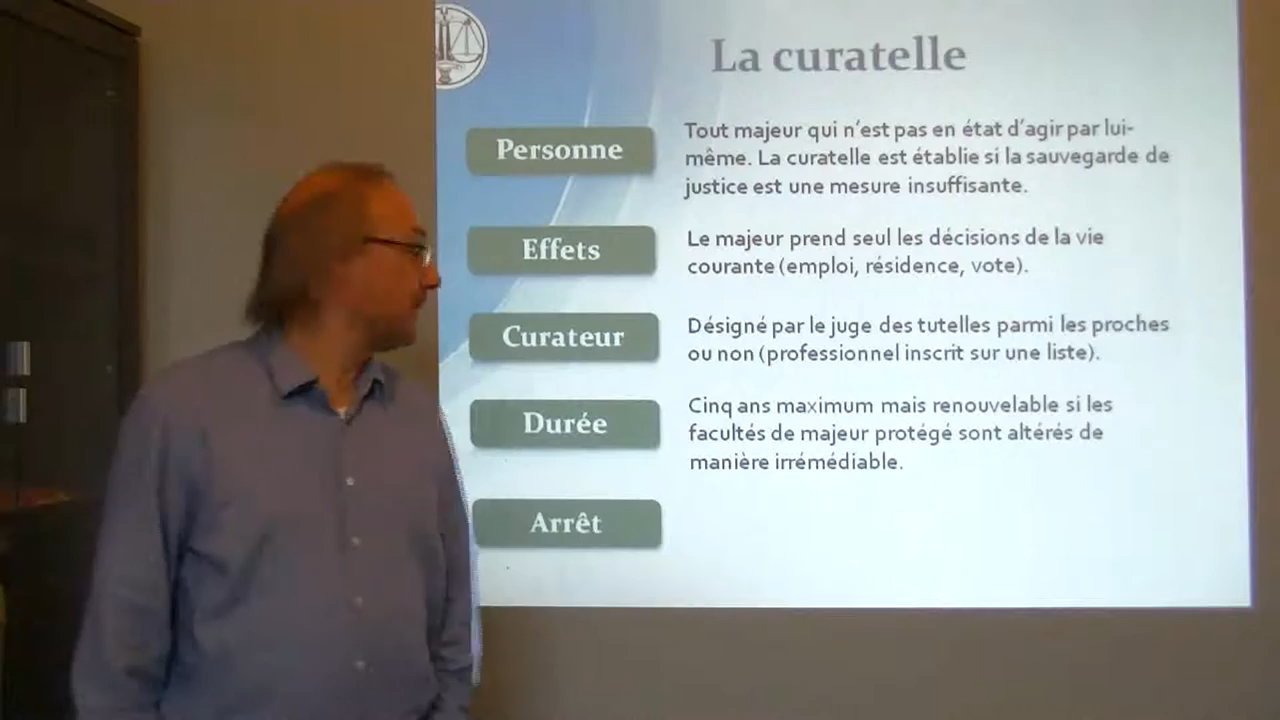 La curatelle
Personne
Tout majeur qui n'est pas en état d'agir par lui-
même. La curatelle est établie si la sauvegarde de
justice est une mesure insuffisante.
Effets
Le majeur prend seul les décisions de la vie
courante (emploi, résidence, vote).
Curateur
Désigné par le juge des tutelles parmi les proches
ou non (professionnel inscrit sur une liste).
Durée
Cinq ans maximum mais renouvelable si les
facultés de majeur protégé sont altérés de
manière irrémédiable.
Arrêt